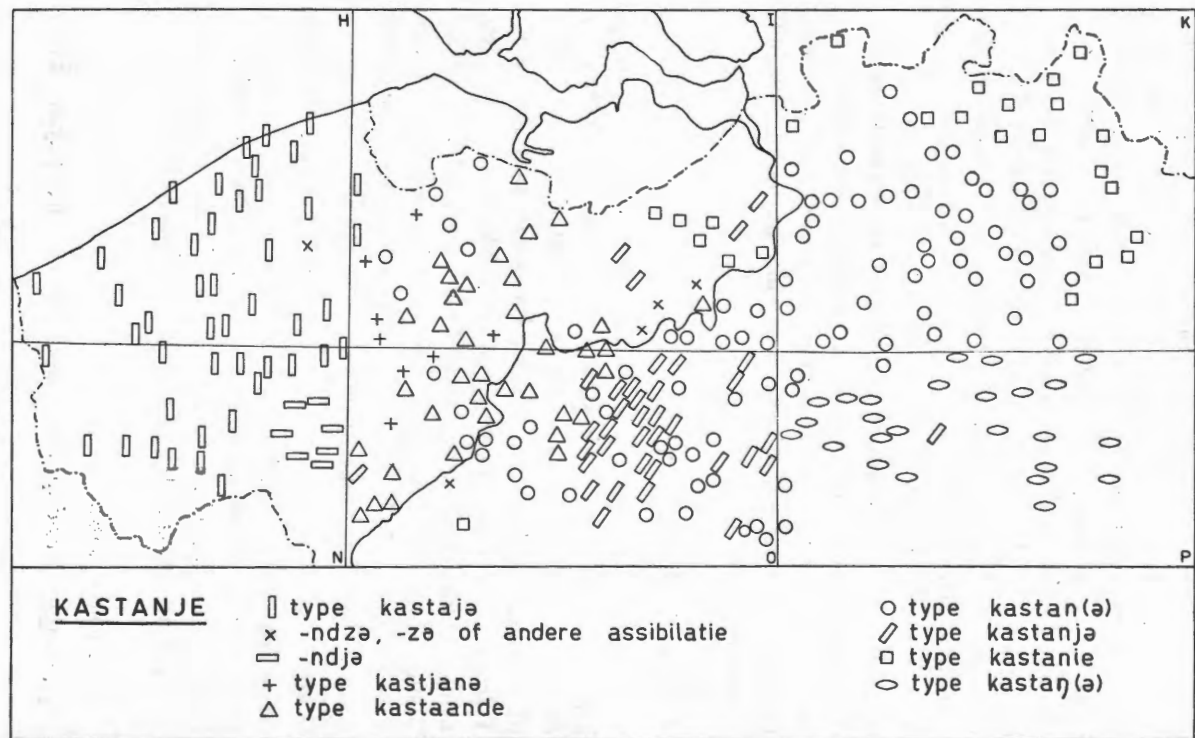 H I K
N O P
KASTANJE
type kastajə
-ndzə, -zə of andere assibilatie
-ndjə
type kastjanə
type kastaande
type kastan(ə)
type kastanjə
type kastanie
type kastaŋ(ə)